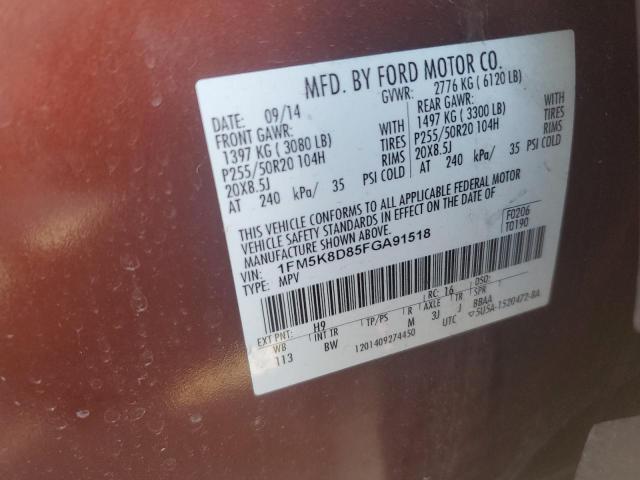 MFD. BY FORD MOTOR CO.
DATE: 09/14 GVWR: 2776 KG ( 6120 LB)
FRONT GAWR: REAR GAWR:
1397 KG ( 3080 LB) 1497 KG ( 3300 LB) WITH
P255/50R20 104H TIRES P255/50R20 104H TIRES
20X8.5J RIMS 20X8.5J RIMS
AT 240 kPa/ 35 PSI COLD AT 240 kPa/ 35 PSI COLD
THIS VEHICLE CONFORMS TO ALL APPLICABLE FEDERAL MOTOR
VEHICLE SAFETY STANDARDS IN EFFECT ON THE DATE OF
MANUFACTURE SHOWN ABOVE.
VIN: 1FM5K8D85FGA91518 F0206
TYPE: MPV T0190
EXT PNT: H9 RC: 16 DSO:
WB INT TR TP/PS R AXLE TR SPR
113 BW M 3J J BBAA
1201409274450 UTC ▽5U5A-1520472-BA